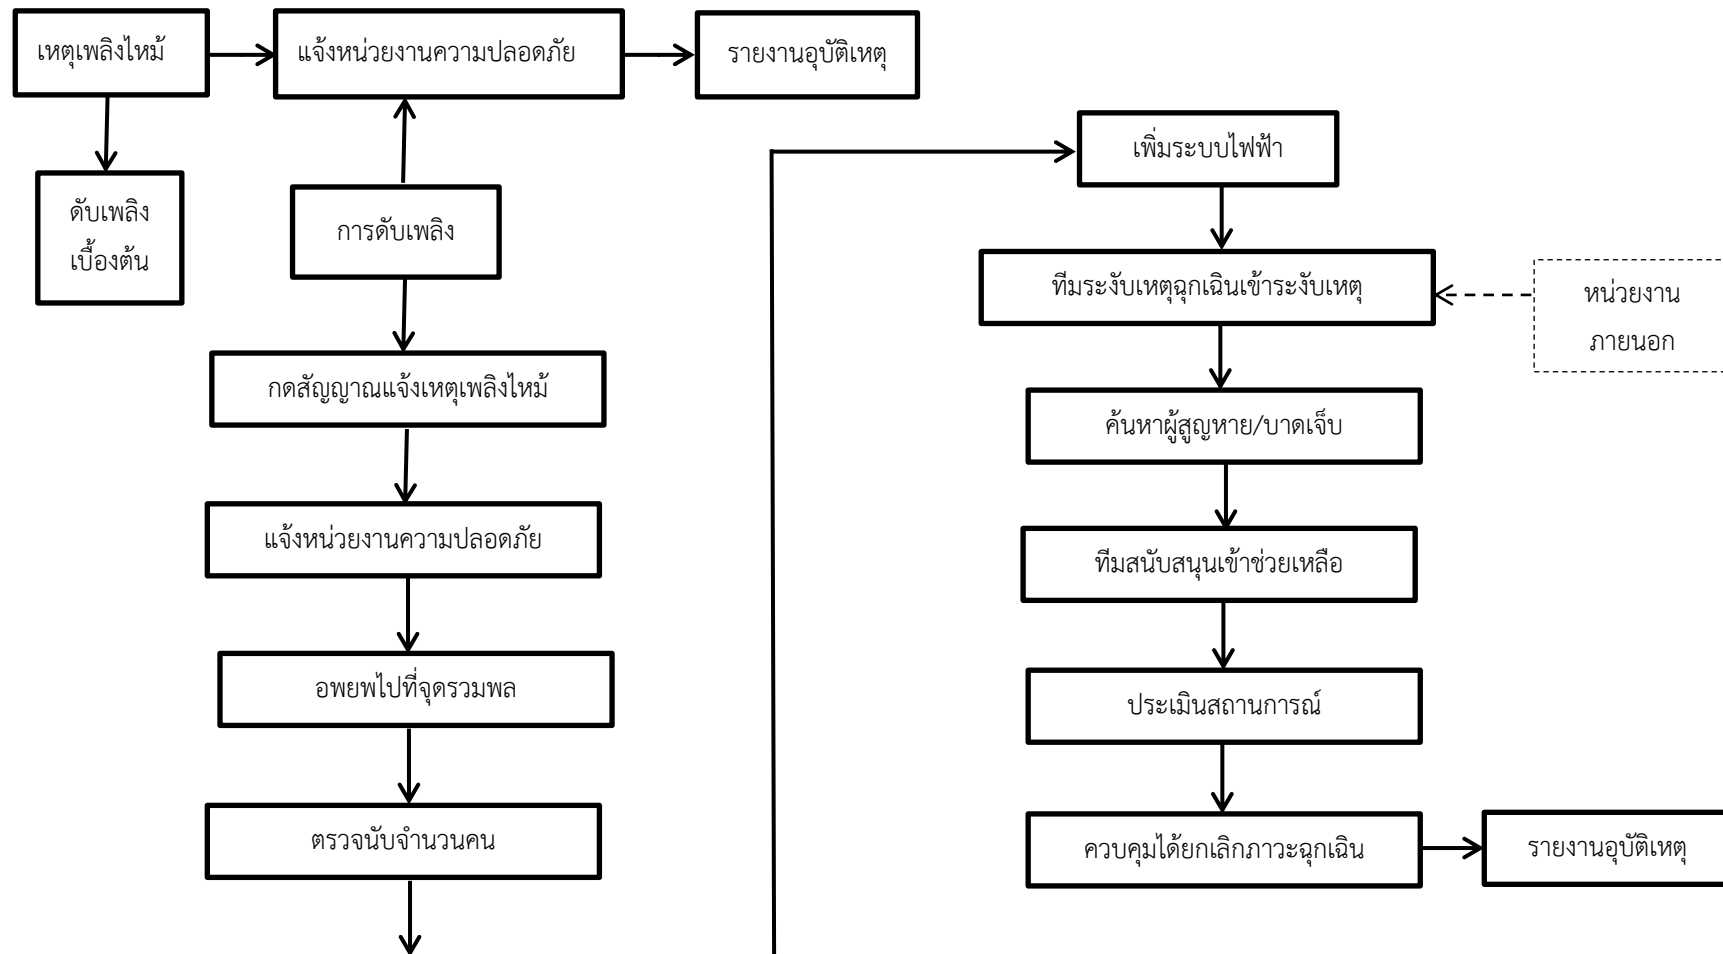 เหตุเพลิงไหม้
แจ้งหน่วยงานความปลอดภัย
รายงานอุบัติเหตุ
ดับเพลิง
เบื้องต้น
การดับเพลิง
กดสัญญาณแจ้งเหตุเพลิงไหม้
แจ้งหน่วยงานความปลอดภัย
อพยพไปที่จุดรวมพล
ตรวจนับจำนวนคน
เพิ่มระบบไฟฟ้า
ทีมระงับเหตุฉุกเฉินเข้าระงับเหตุ
หน่วยงาน
ภายนอก
ค้นหาผู้สูญหาย/บาดเจ็บ
ทีมสนับสนุนเข้าช่วยเหลือ
ประเมินสถานการณ์
ควบคุมได้ยกเลิกภาวะฉุกเฉิน
รายงานอุบัติเหตุ